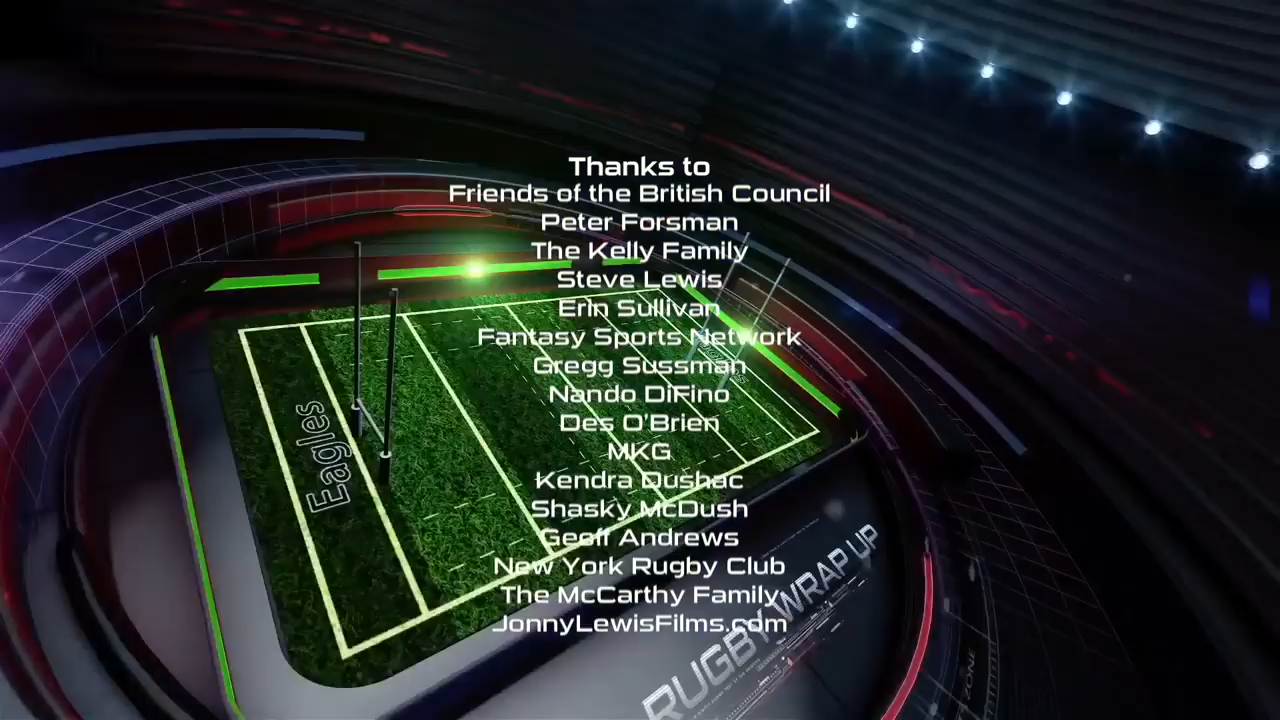 Thanks to
Friends of the British Council
Peter Forsman
The Kelly Family
Steve Lewis
Erin Sullivan
Fantasy Sports Network
Gregg Sussman
Nando DiFino
Des O'Brien
MKG
Kendra Dushac
Shasky McDush
Geoff Andrews
New York Rugby Club
The McCarthy Family
JonnyLewisFilms.com
Eagles
RUGBY WRAP UP
ZONE